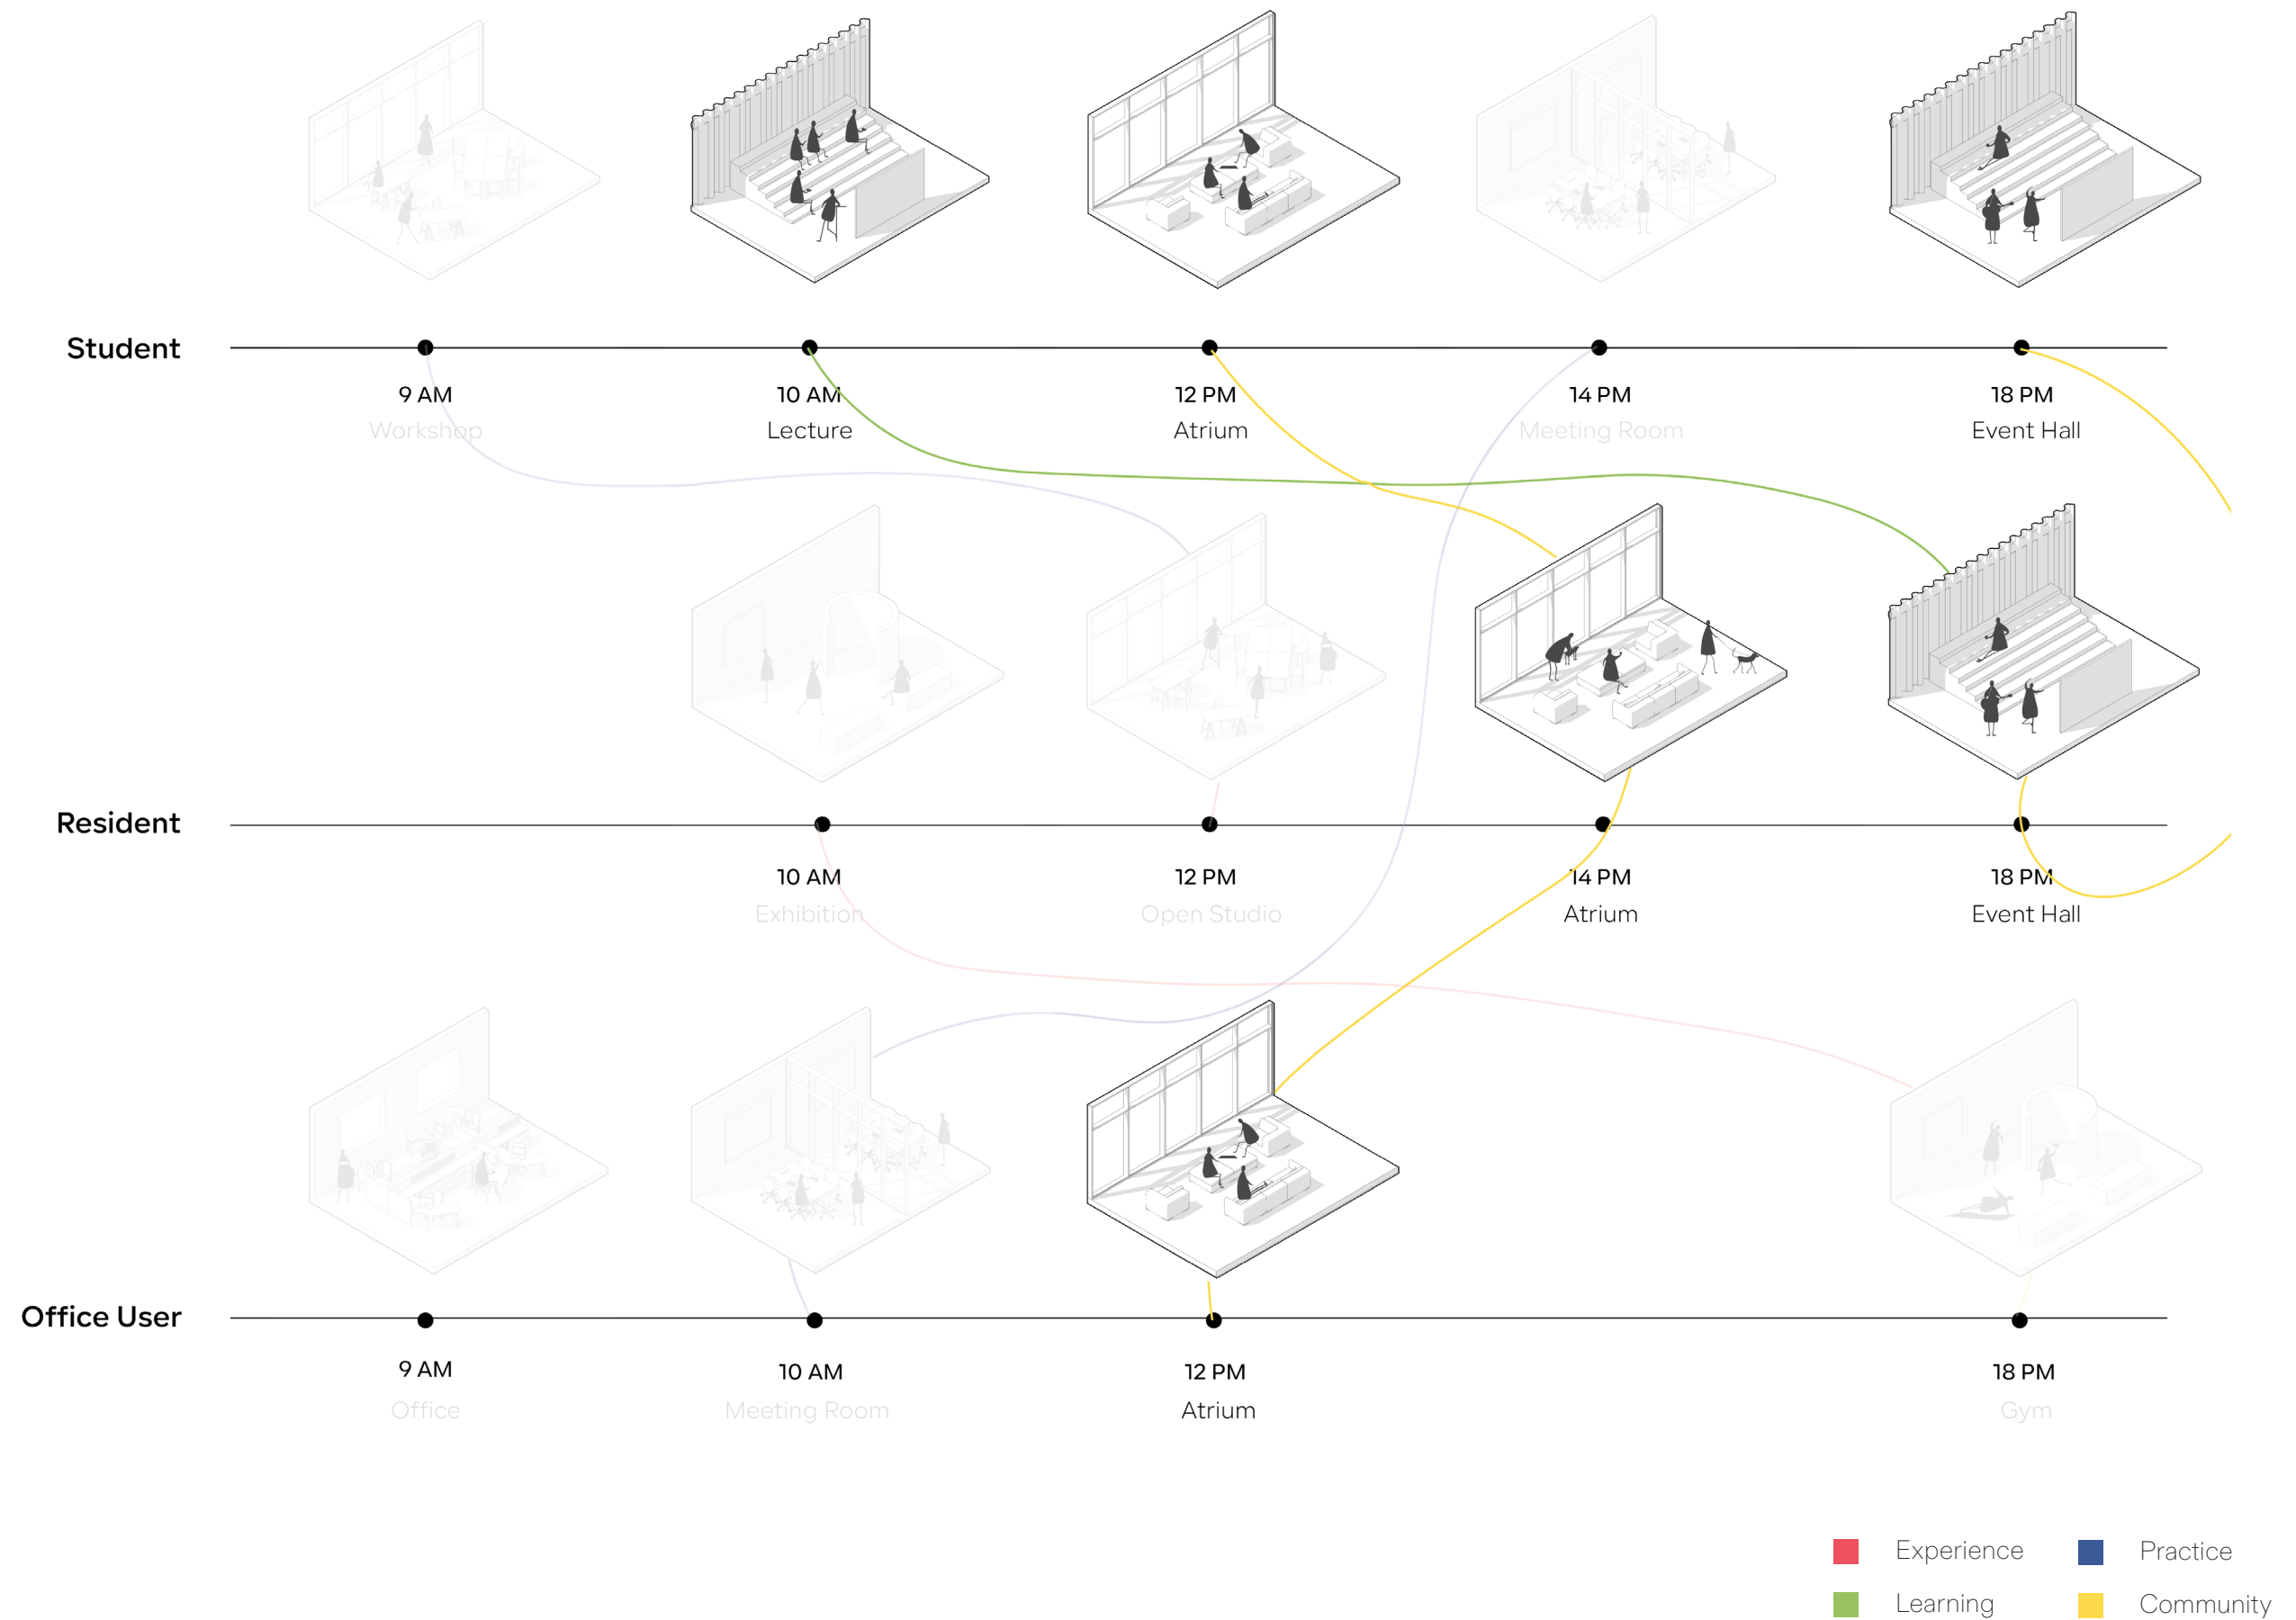 Student
9 AM
10 AM
12 PM
14 PM
18 PM
Workshop
Lecture
Atrium
Meeting Room
Event Hall
Resident
10 AM
12 PM
14 PM
18 PM
Exhibition
Open Studio
Atrium
Event Hall
Office User
9 AM
10 AM
12 PM
18 PM
Office
Meeting Room
Atrium
Gym
Experience
Practice
Learning
Community